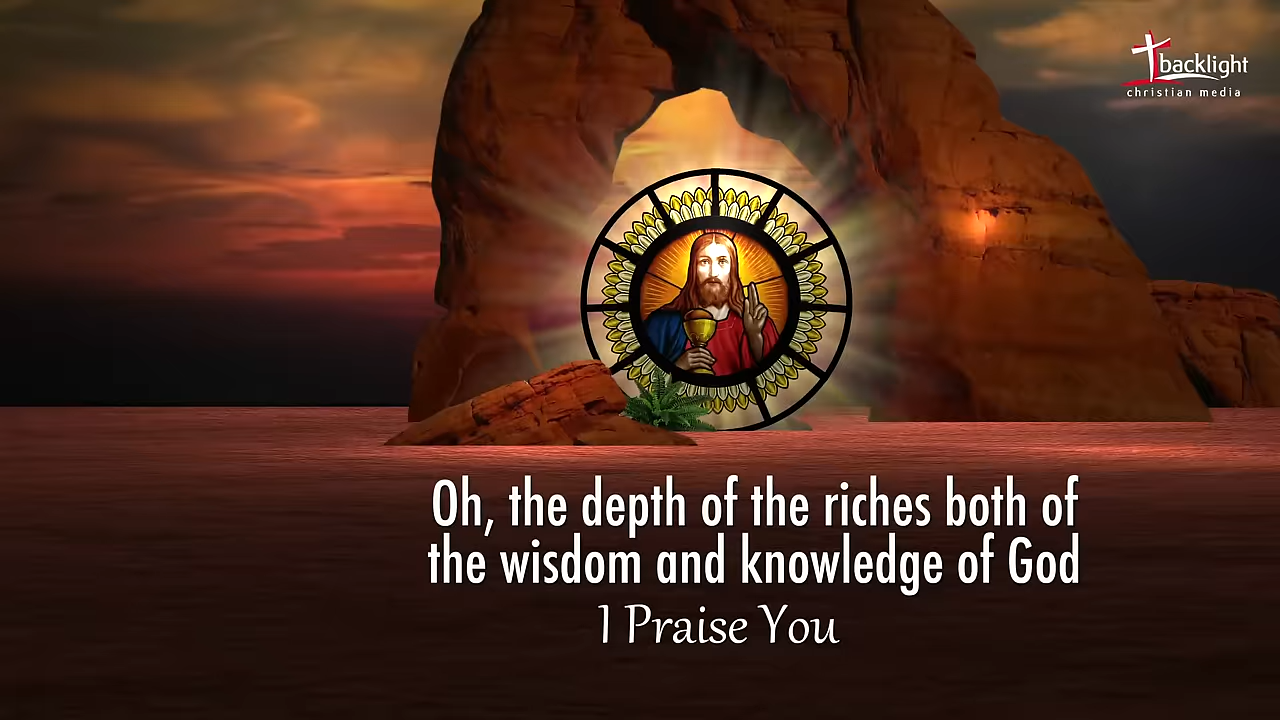 backlight
christian media
Oh, the depth of the riches both of
the wisdom and knowledge of God
I Praise You